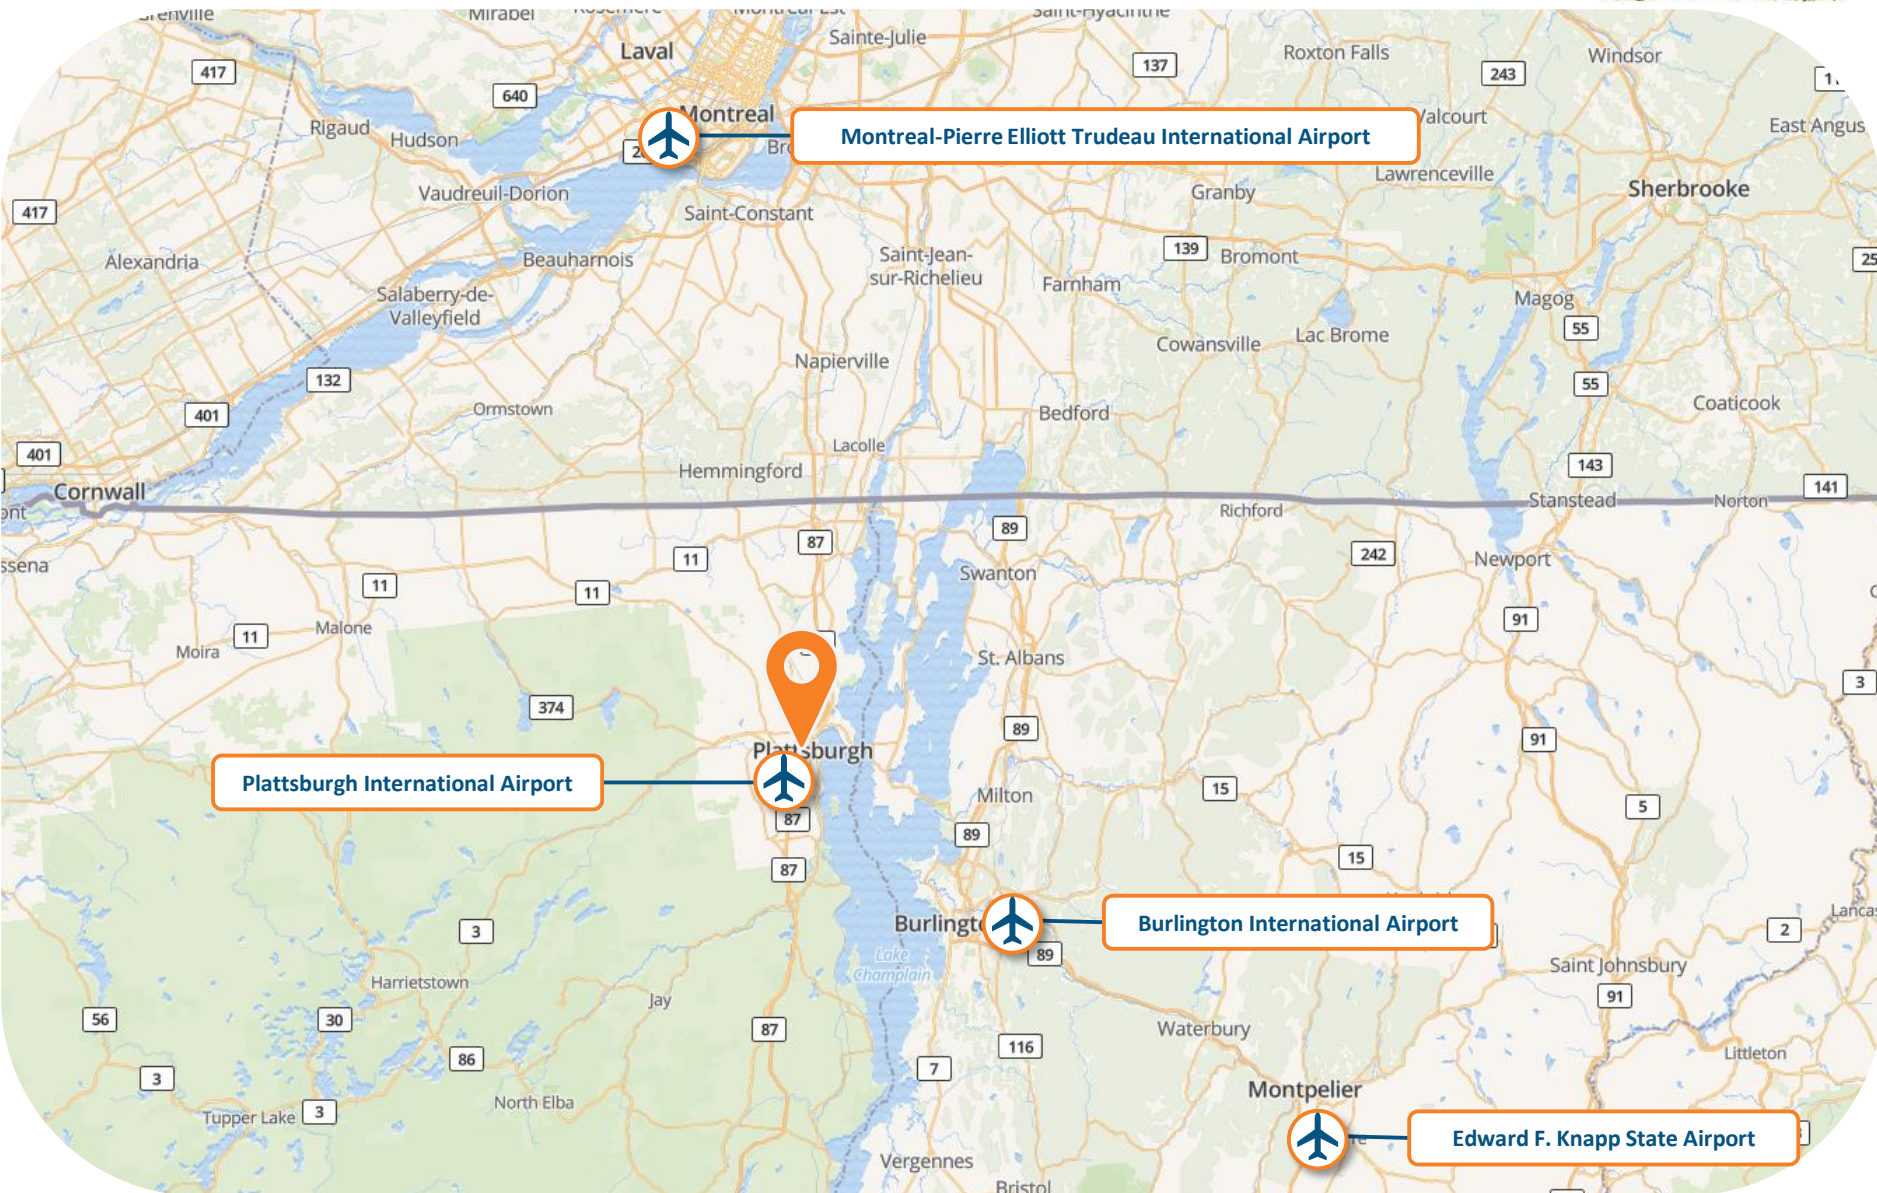 Mirabel
Laval
Sainte-Julie
Saint-Hyacinthe
137
Roxton Falls
243
Windsor
417
640
Montreal
Montreal-Pierre Elliott Trudeau International Airport
Valcourt
East Angus
Rigaud
Hudson
Lawrenceville
Vaudreuil-Dorion
Saint-Constant
Granby
Sherbrooke
417
Alexandria
Beauharnois
Saint-Jean-
sur-Richelieu
139
Bromont
Farnham
Salaberry-de-
Valleyfield
Magog
55
Napierville
Cowansville
Lac Brome
132
55
401
Ormstown
Bedford
Coaticook
401
Lacolle
Hemmingford
143
Cornwall
Richford
Stanstead
Norton
141
87
89
11
242
Newport
11
11
Swanton
91
11
Malone
Moira
St. Albans
3
374
89
91
Plattsburgh
Plattsburgh International Airport
Milton
15
5
87
89
15
87
Burlington International Airport
3
2
89
Lake
Champlain
Saint Johnsbury
Harrietstown
Jay
91
56
30
87
Waterbury
116
86
7
Littleton
3
Montpelier
North Elba
Tupper Lake
3
Edward F. Knapp State Airport
Vergennes
Bristol